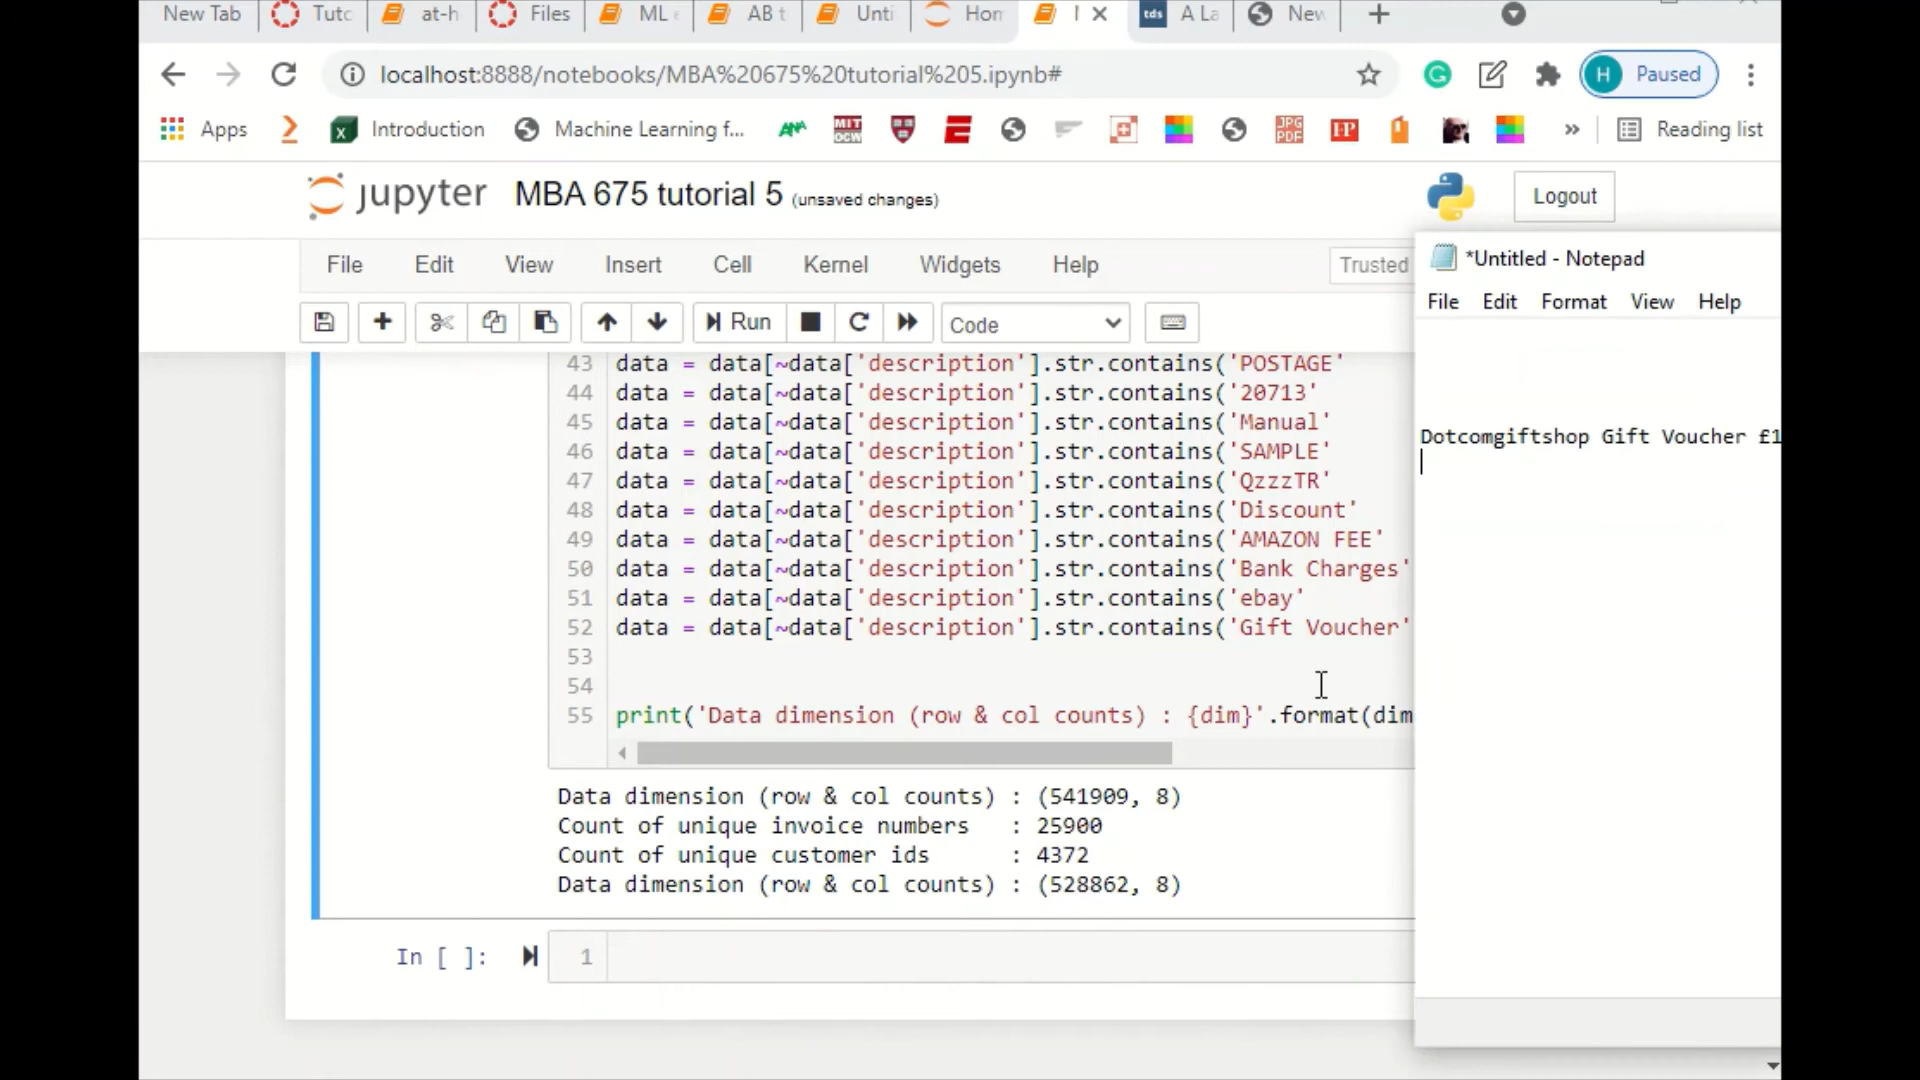 New Tab
Tutc
at-h
Files
ML
AB t
Unti
Hon
tds
A La
New
localhost:8888/notebooks/MBA%20675%20tutorial%205.ipynb#
H Paused
Apps
Introduction
Machine Learning f...
MIT OCW
JPG PDF
Reading list
jupyter MBA 675 tutorial 5 (unsaved changes)
Logout
File Edit View Insert Cell Kernel Widgets Help
Trusted
Run
Code
*Untitled - Notepad
File Edit Format View Help
Dotcomgiftshop Gift Voucher £1
43 data = data[~data['description'].str.contains('POSTAGE'
44 data = data[~data['description'].str.contains('20713'
45 data = data[~data['description'].str.contains('Manual'
46 data = data[~data['description'].str.contains('SAMPLE'
47 data = data[~data['description'].str.contains('QzzzTR'
48 data = data[~data['description'].str.contains('Discount'
49 data = data[~data['description'].str.contains('AMAZON FEE'
50 data = data[~data['description'].str.contains('Bank Charges'
51 data = data[~data['description'].str.contains('ebay'
52 data = data[~data['description'].str.contains('Gift Voucher'
53
54
55 print('Data dimension (row & col counts) : {dim}'.format(dim
Data dimension (row & col counts) : (541909, 8)
Count of unique invoice numbers : 25900
Count of unique customer ids : 4372
Data dimension (row & col counts) : (528862, 8)
In [ ]:
1